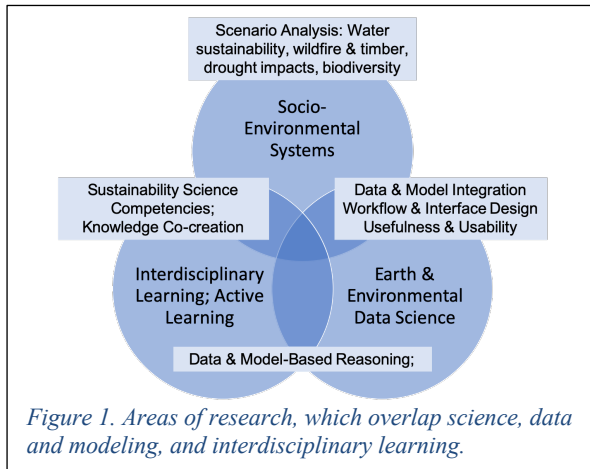 Scenario Analysis: Water
sustainability, wildfire & timber,
drought impacts, biodiversity
Socio-
Environmental
Systems
Sustainability Science
Competencies;
Knowledge Co-creation
Data & Model Integration
Workflow & Interface Design
Usefulness & Usability
Interdisciplinary
Learning; Active
Learning
Earth &
Environmental
Data Science
Data & Model-Based Reasoning;
Figure 1. Areas of research, which overlap science, data
and modeling, and interdisciplinary learning.